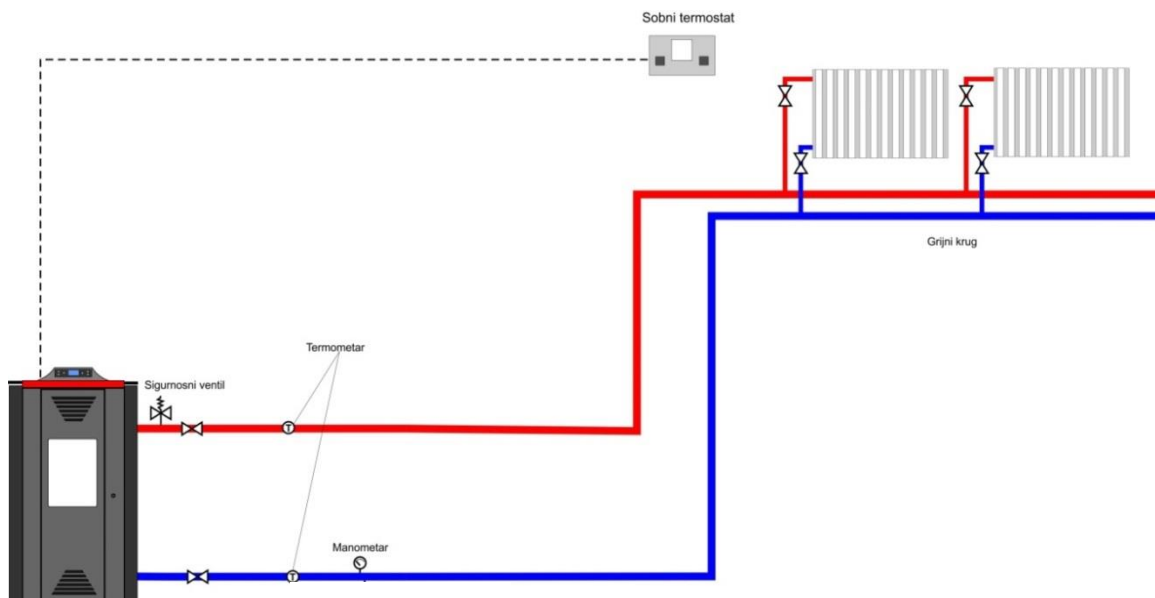 Sobni termostat
Grijni krug
Termometar
Sigurnosni ventil
T
Manometar
T